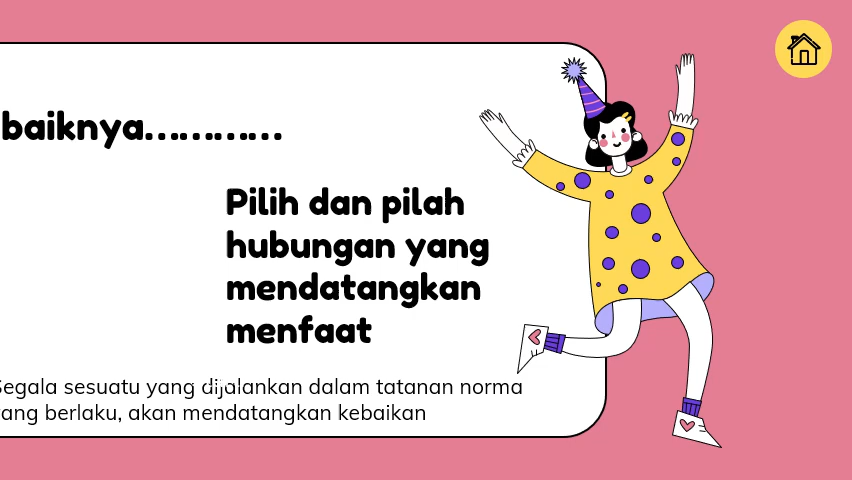 baiknya…………
Pilih dan pilah
hubungan yang
mendatangkan
menfaat
Segala sesuatu yang dijalankan dalam tatanan norma
yang berlaku, akan mendatangkan kebaikan